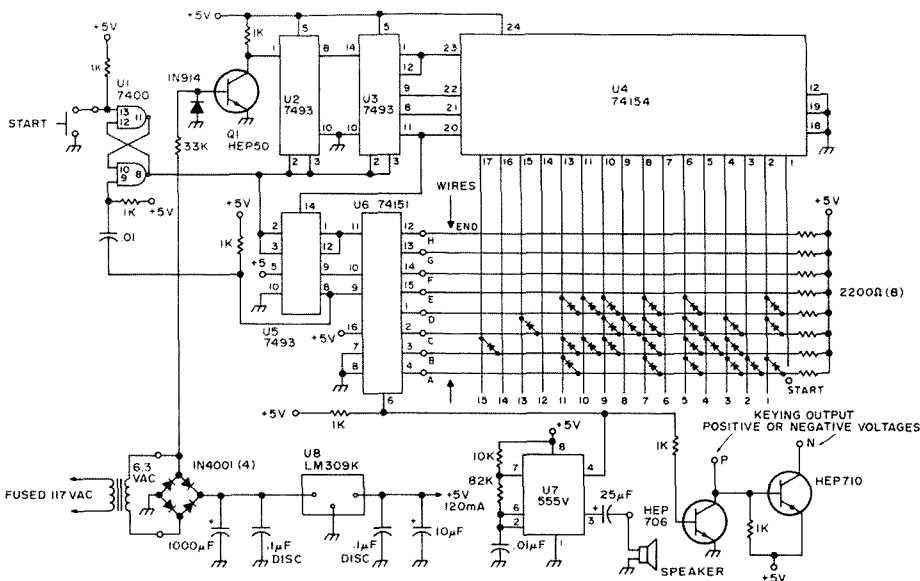 +5V
+5V
1K
1K
U1
7400
13
12
11
START
10
9
8
1K
+5V
.01
1N914
33K
Q1
HEP50
5
1
8
U2
7493
10
2
3
5
14
1
12
U3
7493
9
8
10
11
2
3
24
23
22
21
20
U4
74154
12
19
18
17
16
15
14
13
11
10
9
8
7
6
5
4
3
2
1
1K
14
2
3
+5
5
10
1
12
9
8
U5
7493
U6 74151
11
10
9
+5V
16
7
8
12
13
14
15
1
2
3
4
6
WIRES
END
H
G
F
E
D
C
B
A
+5V
2200Ω(8)
START
15
14
13
12
11
10
9
8
7
6
5
4
3
2
1
+5V
1K
KEYING OUTPUT
POSITIVE OR NEGATIVE VOLTAGES
FUSED 117 VAC
6.3
VAC
1N4001 (4)
U8
LM309K
+5V
120mA
+
1000µF
.1µF
DISC
.1µF
DISC
+
10µF
+5V
10K
82K
7
6
2
8
U7
555V
4
3
1
.01µF
25µF
+
SPEAKER
1K
P
HEP
706
1K
N
HEP710
+5V